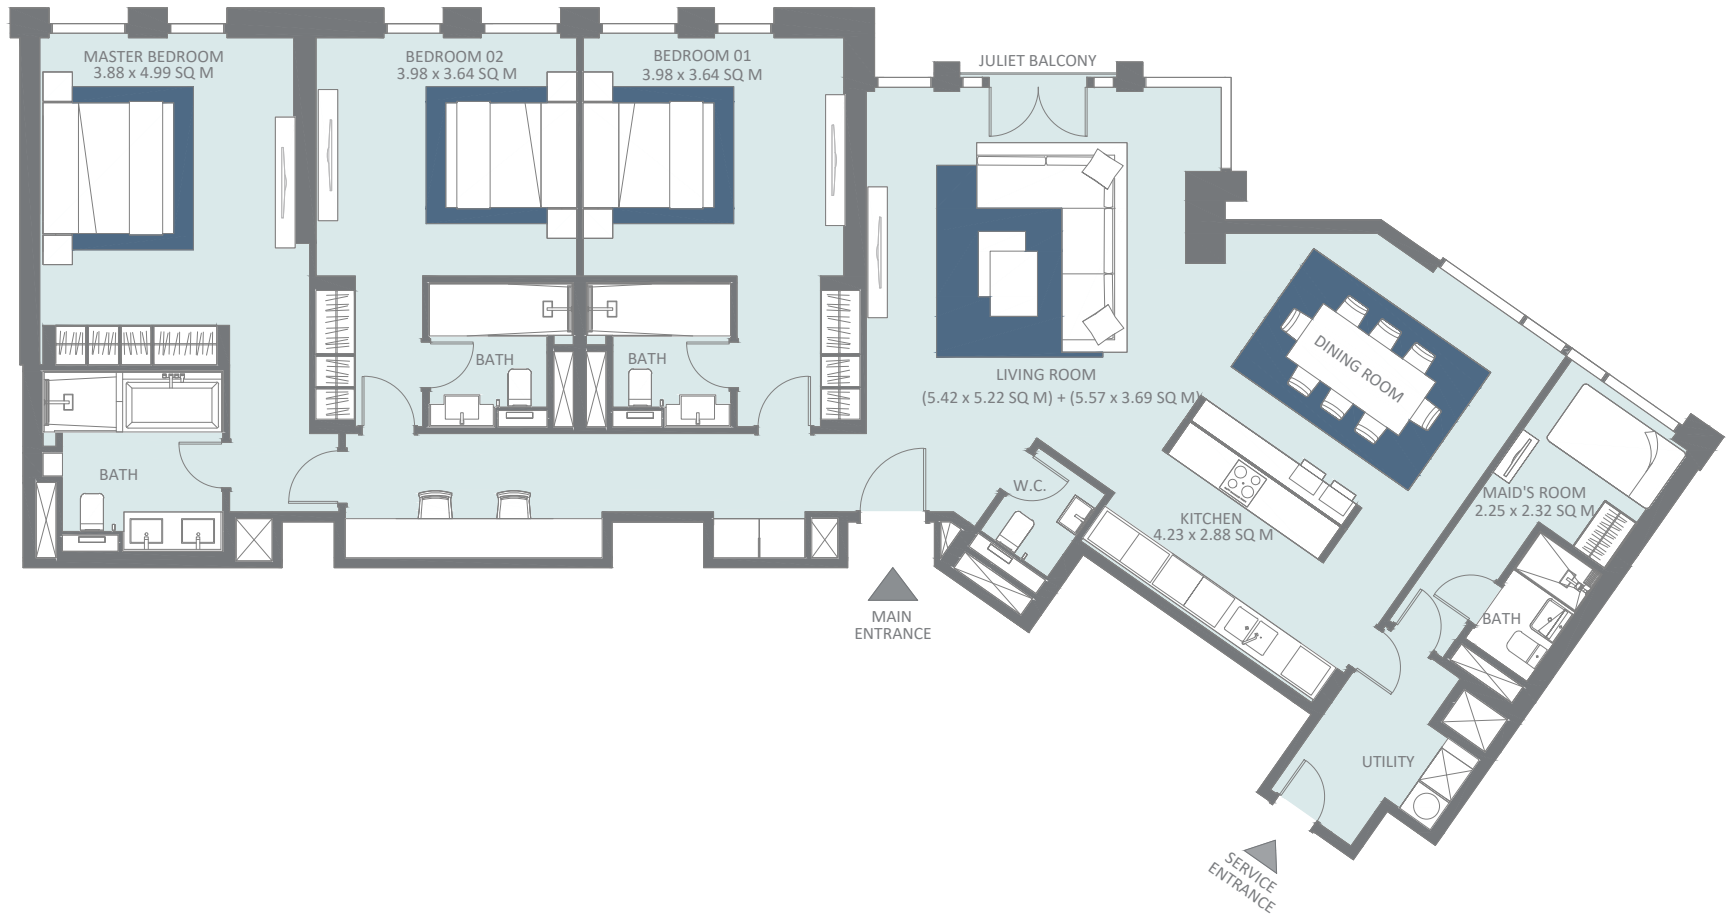 MASTER BEDROOM
3.88 x 4.99 SQ M
BEDROOM 02
3.98 x 3.64 SQ M
BEDROOM 01
3.98 x 3.64 SQ M
JULIET BALCONY
BATH
BATH
LIVING ROOM
(5.42 x 5.22 SQ M) + (5.57 x 3.69 SQ M)
DINING ROOM
BATH
W.C.
KITCHEN
4.23 x 2.88 SQ M
MAID'S ROOM
2.25 x 2.32 SQ M
BATH
MAIN
ENTRANCE
UTILITY
SERVICE
ENTRANCE